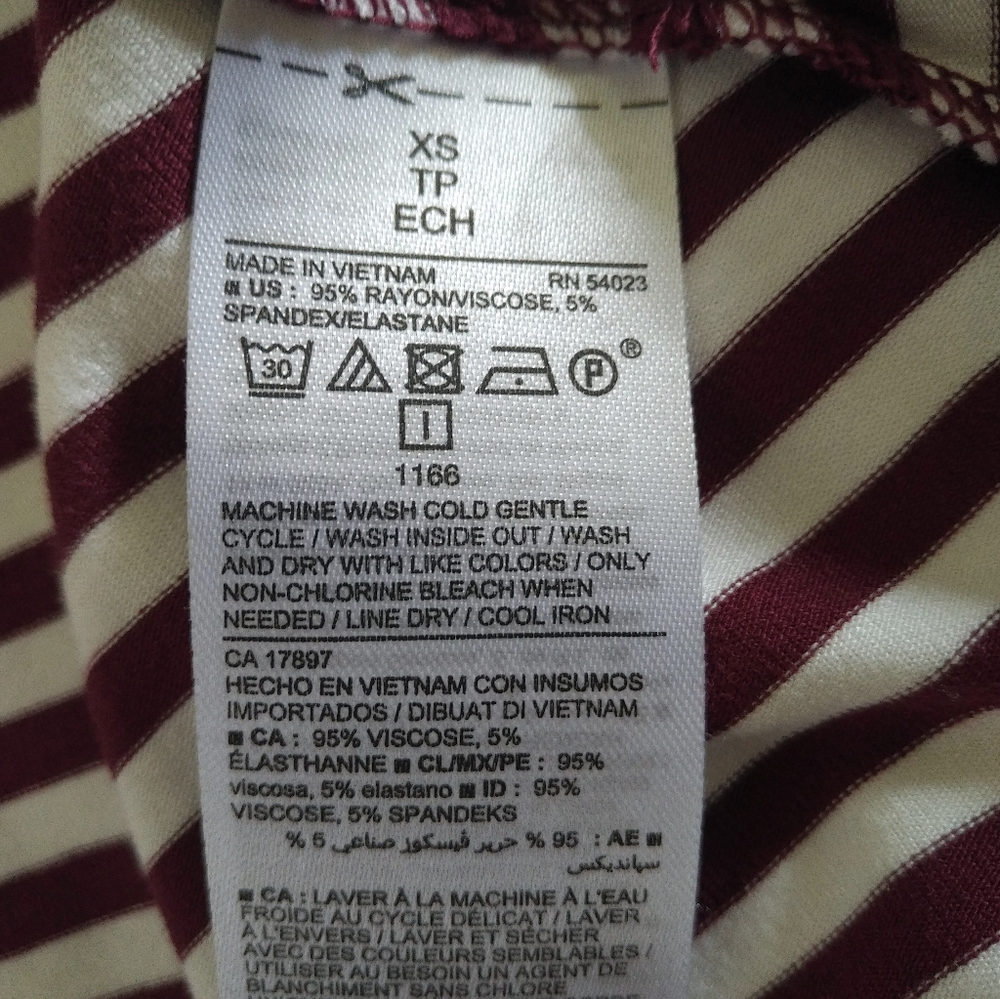 XS
TP
ECH
MADE IN VIETNAM RN 54023
US : 95% RAYON/VISCOSE, 5%
SPANDEX/ELASTANE
30 P ®
1166
MACHINE WASH COLD GENTLE
CYCLE / WASH INSIDE OUT / WASH
AND DRY WITH LIKE COLORS / ONLY
NON-CHLORINE BLEACH WHEN
NEEDED / LINE DRY / COOL IRON
CA 17897
HECHO EN VIETNAM CON INSUMOS
IMPORTADOS / DIBUAT DI VIETNAM
CA : 95% VISCOSE, 5%
ÉLASTHANNE CL/MX/PE : 95%
viscosa, 5% elastano ID : 95%
VISCOSE, 5% SPANDEKS
AE : 95 % حرير فيسكوز صناعي 5 %
سباندیکس
CA : LAVER À LA MACHINE À L'EAU
FROIDE AU CYCLE DÉLICAT / LAVER
À L'ENVERS / LAVER ET SÉCHER
AVEC DES COULEURS SEMBLABLES /
UTILISER AU BESOIN UN AGENT DE
BLANCHIMENT SANS CHLORE